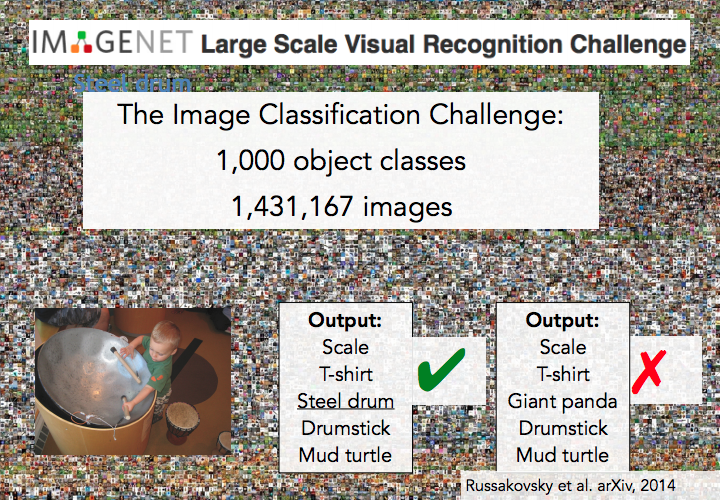 IMAGENET Large Scale Visual Recognition Challenge
Steel drum
The Image Classification Challenge:
1,000 object classes
1,431,167 images
Output:
Scale
T-shirt
Steel drum
Drumstick
Mud turtle
Output:
Scale
T-shirt
Giant panda
Drumstick
Mud turtle
Russakovsky et al. arXiv, 2014